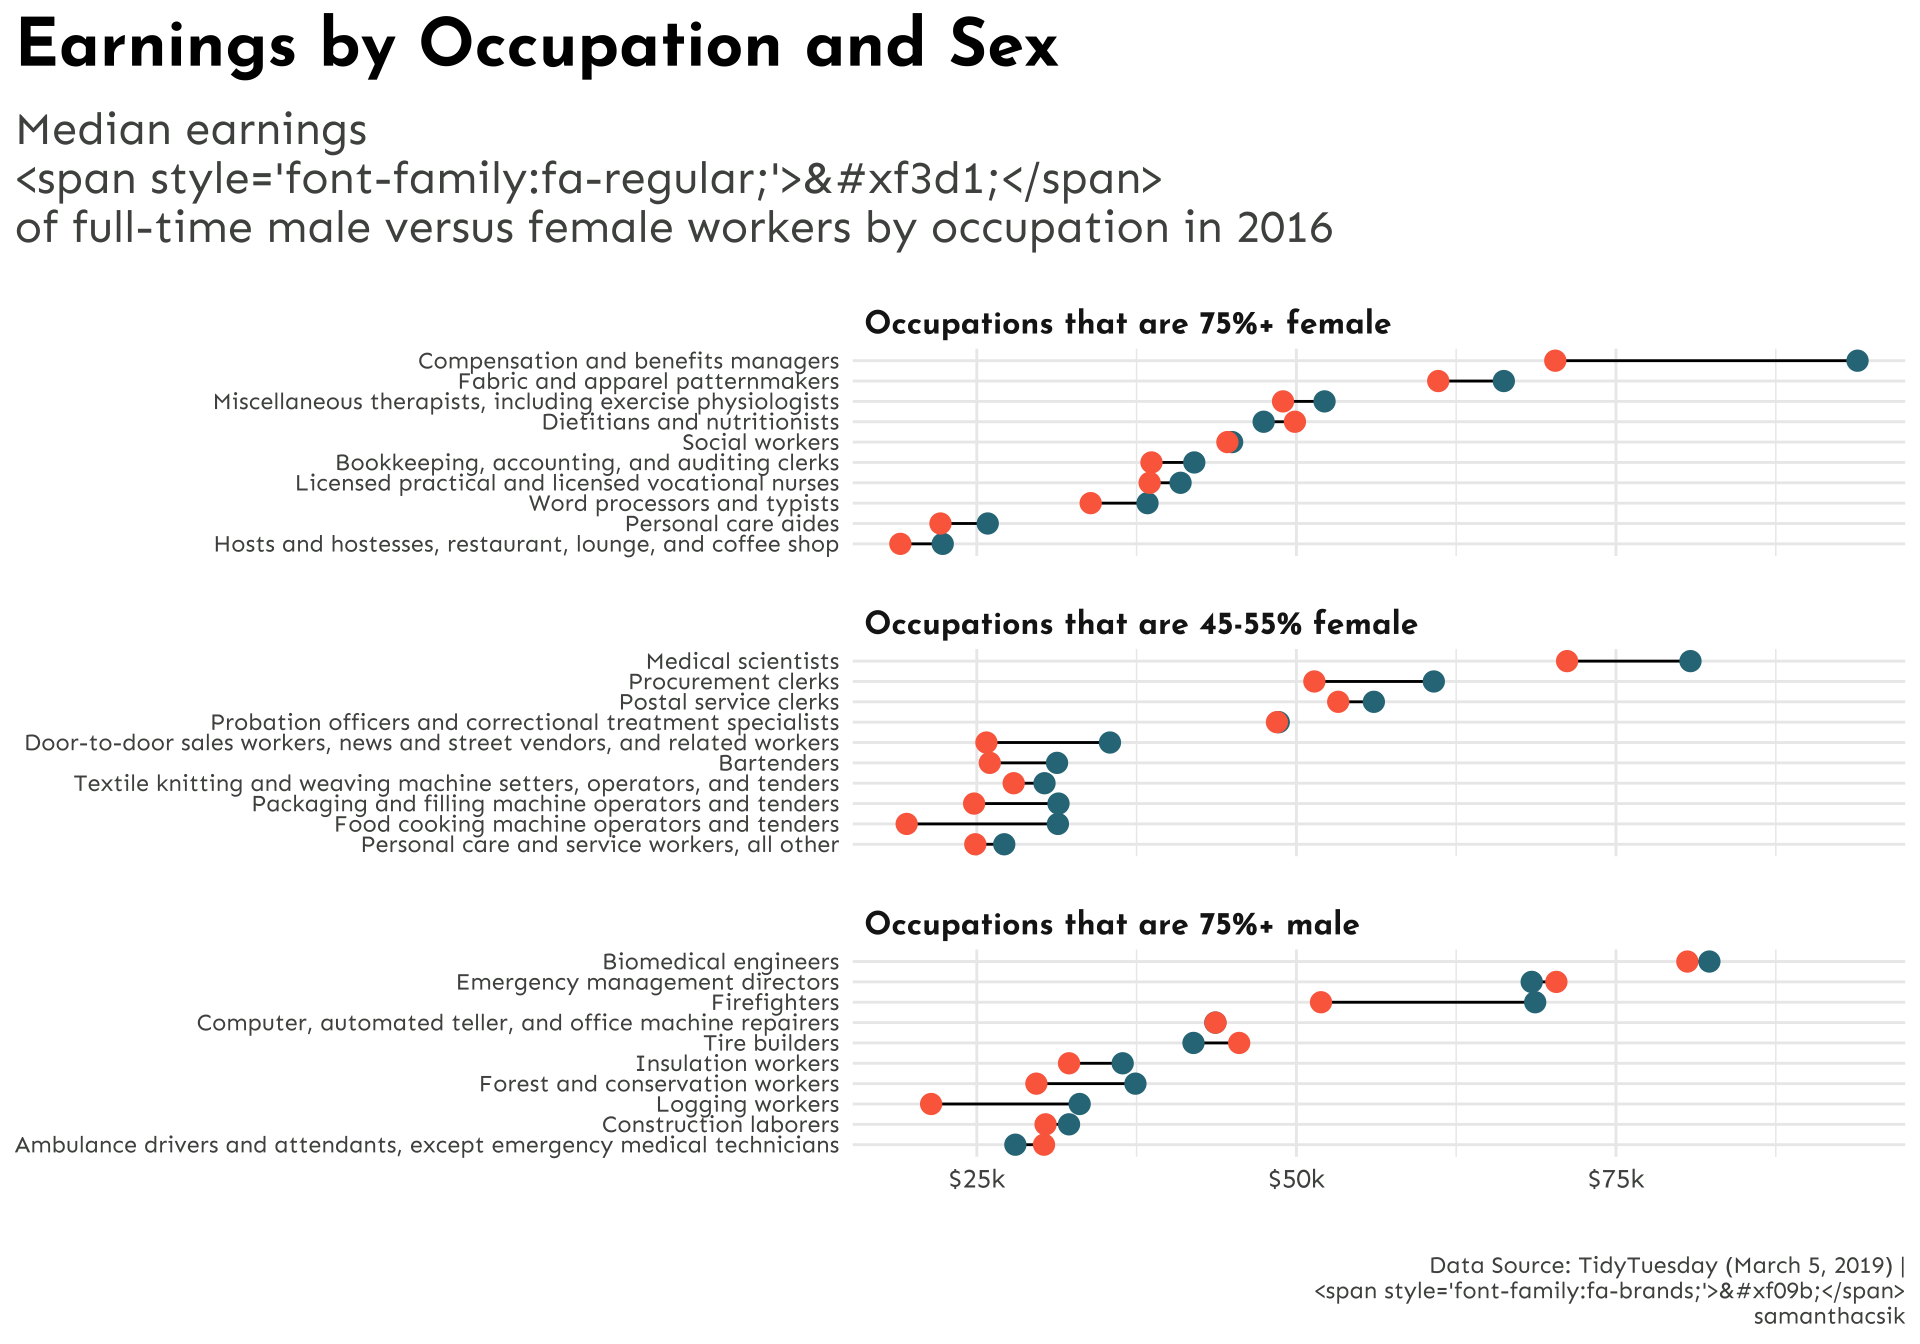 Earnings by Occupation and Sex
Median earnings
<span style='font-family:fa-regular;'>&#xf3d1;</span>
of full-time male versus female workers by occupation in 2016
Occupations that are 75%+ female
Compensation and benefits managers
Fabric and apparel patternmakers
Miscellaneous therapists, including exercise physiologists
Dietitians and nutritionists
Social workers
Bookkeeping, accounting, and auditing clerks
Licensed practical and licensed vocational nurses
Word processors and typists
Personal care aides
Hosts and hostesses, restaurant, lounge, and coffee shop
Occupations that are 45-55% female
Medical scientists
Procurement clerks
Postal service clerks
Probation officers and correctional treatment specialists
Door-to-door sales workers, news and street vendors, and related workers
Bartenders
Textile knitting and weaving machine setters, operators, and tenders
Packaging and filling machine operators and tenders
Food cooking machine operators and tenders
Personal care and service workers, all other
Occupations that are 75%+ male
Biomedical engineers
Emergency management directors
Firefighters
Computer, automated teller, and office machine repairers
Tire builders
Insulation workers
Forest and conservation workers
Logging workers
Construction laborers
Ambulance drivers and attendants, except emergency medical technicians
$25k $50k $75k
Data Source: TidyTuesday (March 5, 2019) |
<span style='font-family:fa-brands;'>&#xf09b;</span>
samanthacsik